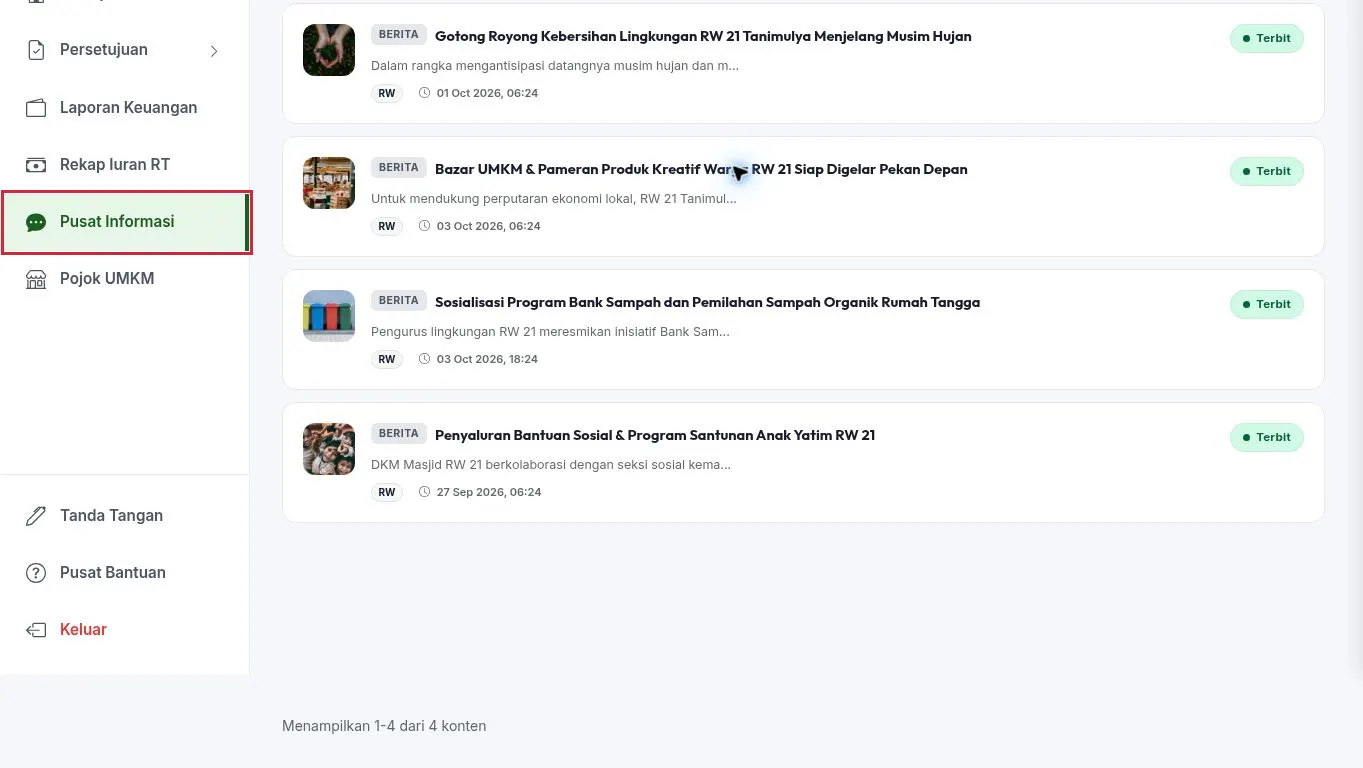 Persetujuan
Laporan Keuangan
Rekap Iuran RT
Pusat Informasi
Pojok UMKM
Tanda Tangan
Pusat Bantuan
Keluar
BERITA Gotong Royong Kebersihan Lingkungan RW 21 Tanimulya Menjelang Musim Hujan
Terbit
Dalam rangka mengantisipasi datangnya musim hujan dan m...
RW 01 Oct 2026, 06:24
BERITA Bazar UMKM & Pameran Produk Kreatif RW 21 Siap Digelar Pekan Depan
Terbit
Untuk mendukung perputaran ekonomi lokal, RW 21 Tanimul...
RW 03 Oct 2026, 06:24
BERITA Sosialisasi Program Bank Sampah dan Pemilahan Sampah Organik Rumah Tangga
Terbit
Pengurus lingkungan RW 21 meresmikan inisiatif Bank Sam...
RW 03 Oct 2026, 18:24
BERITA Penyaluran Bantuan Sosial & Program Santunan Anak Yatim RW 21
Terbit
DKM Masjid RW 21 berkolaborasi dengan seksi sosial kema...
RW 27 Sep 2026, 06:24
Menampilkan 1-4 dari 4 konten